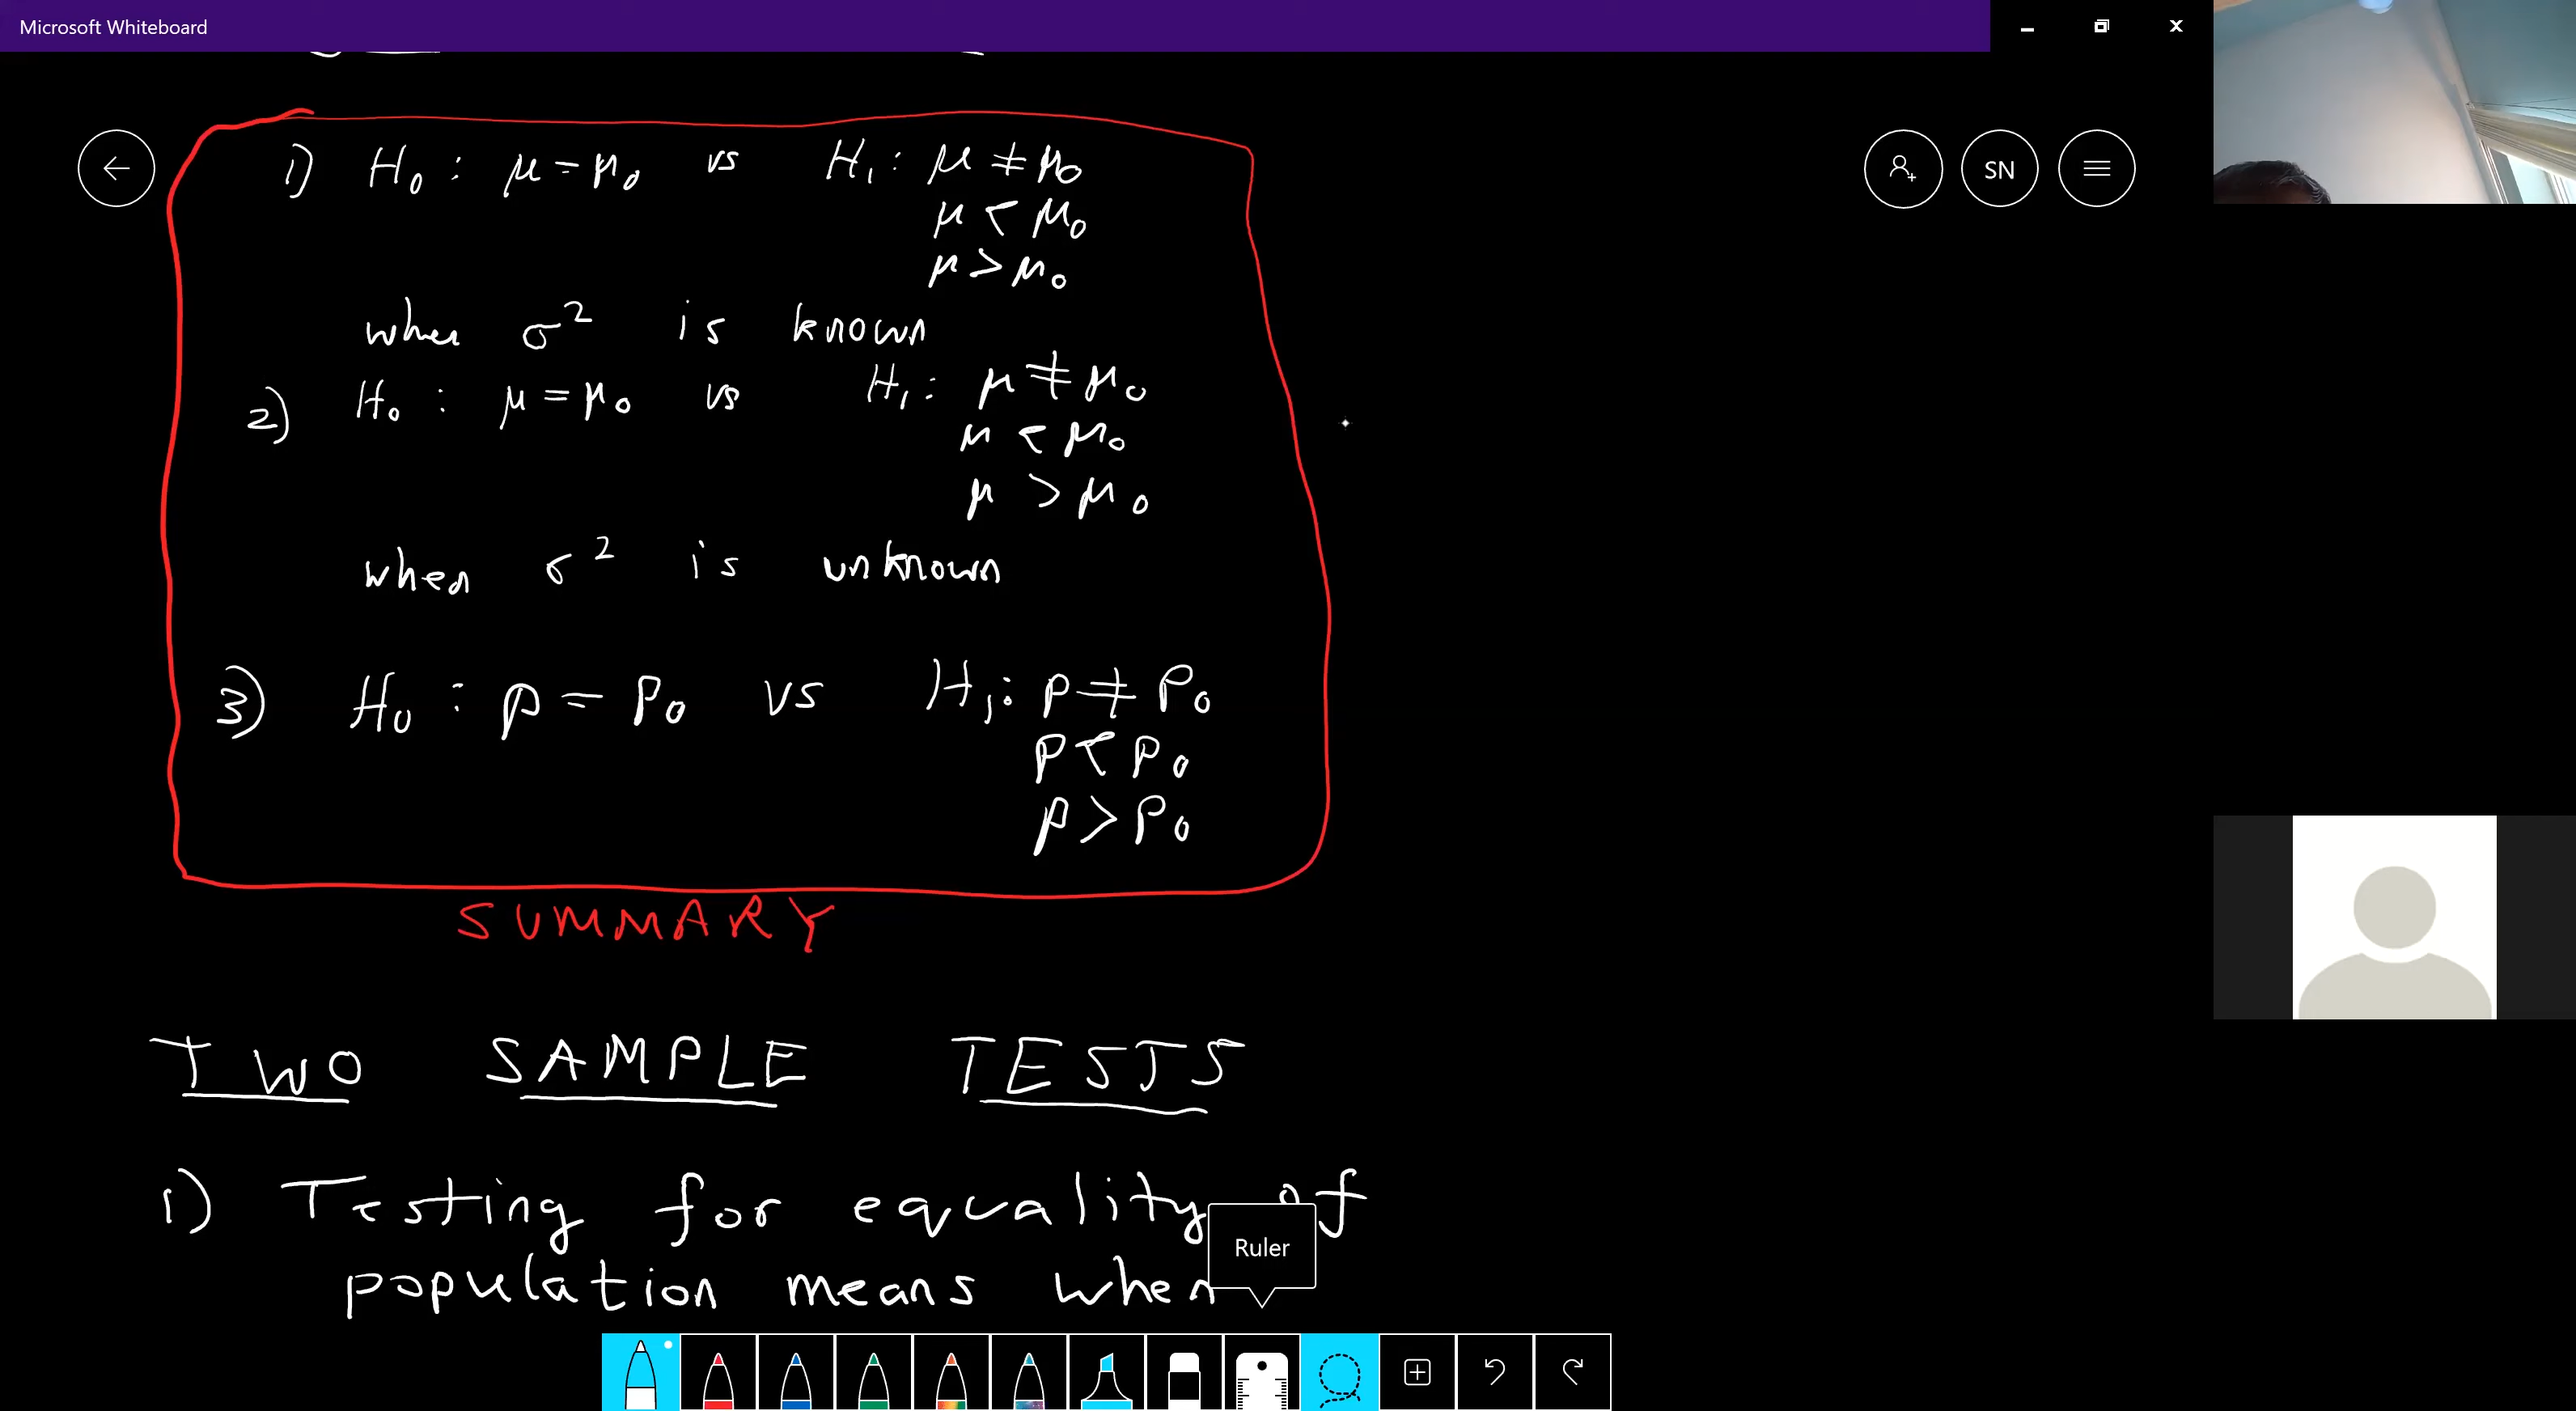 Microsoft Whiteboard
SN
1) H₀ : μ = μ₀ vs H₁ : μ ≠ μ₀
μ < μ₀
μ > μ₀
when σ² is known
2) H₀ : μ = μ₀ vs H₁ : μ ≠ μ₀
μ < μ₀
μ > μ₀
when σ² is unknown
3) H₀ : p = p₀ vs H₁ : p ≠ p₀
p < p₀
p > p₀
SUMMARY
TWO SAMPLE TESTS
1) Testing for equality of
population means when
Ruler